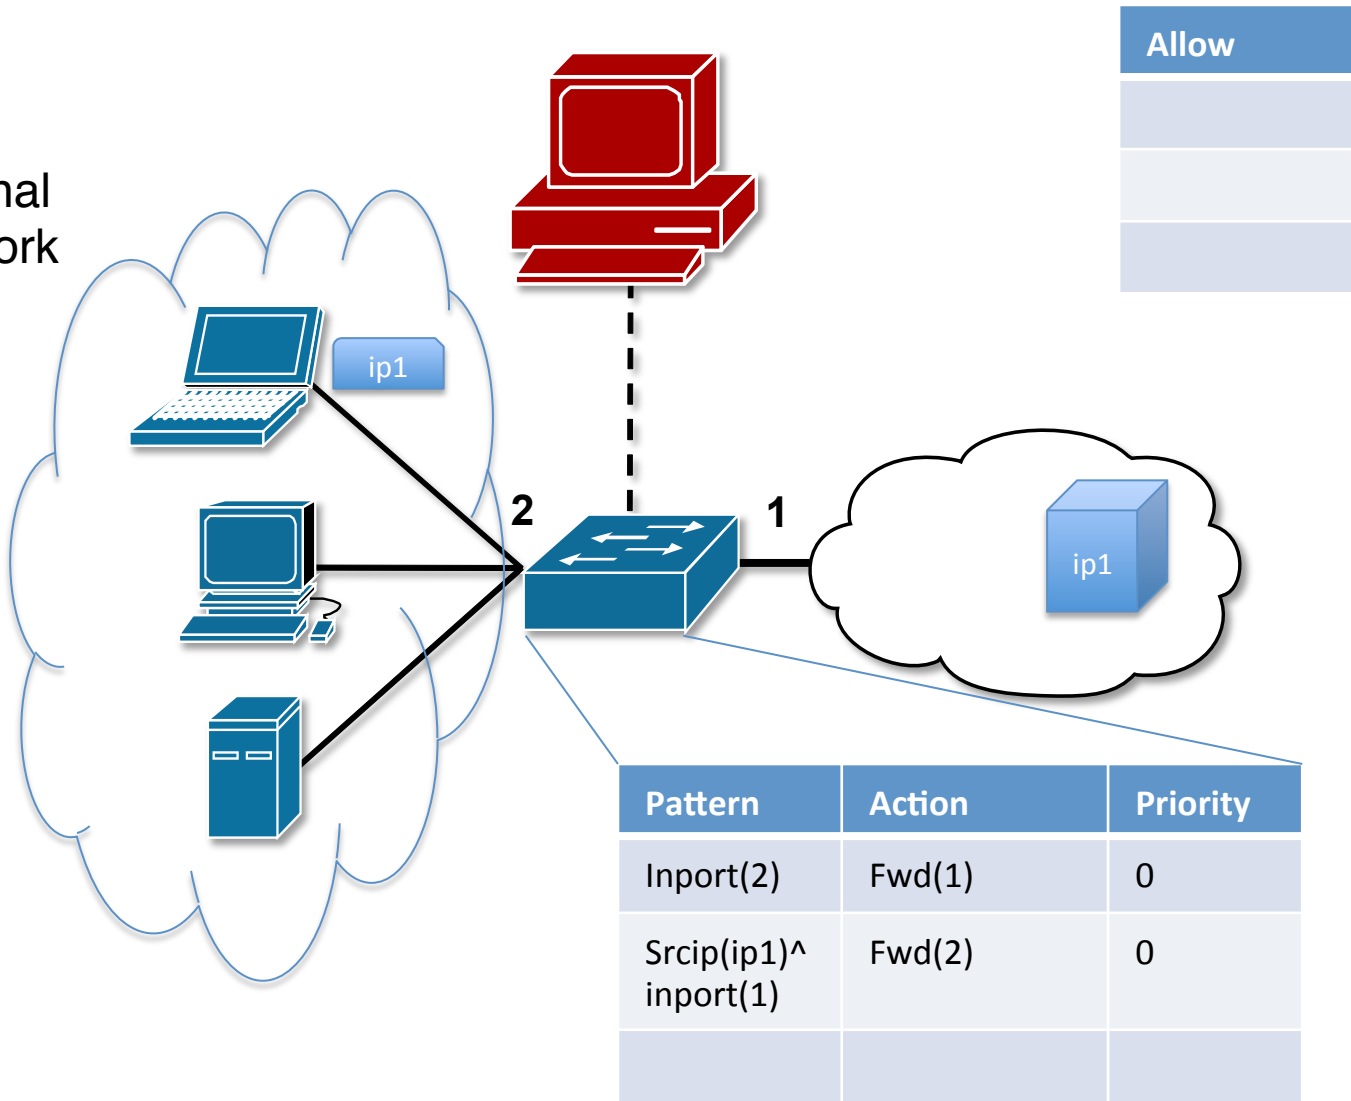 Allow
nal
ork
ip1
2
1
ip1
Pattern Action Priority
Inport(2) Fwd(1) 0
Srcip(ip1)^ Fwd(2) 0
inport(1)